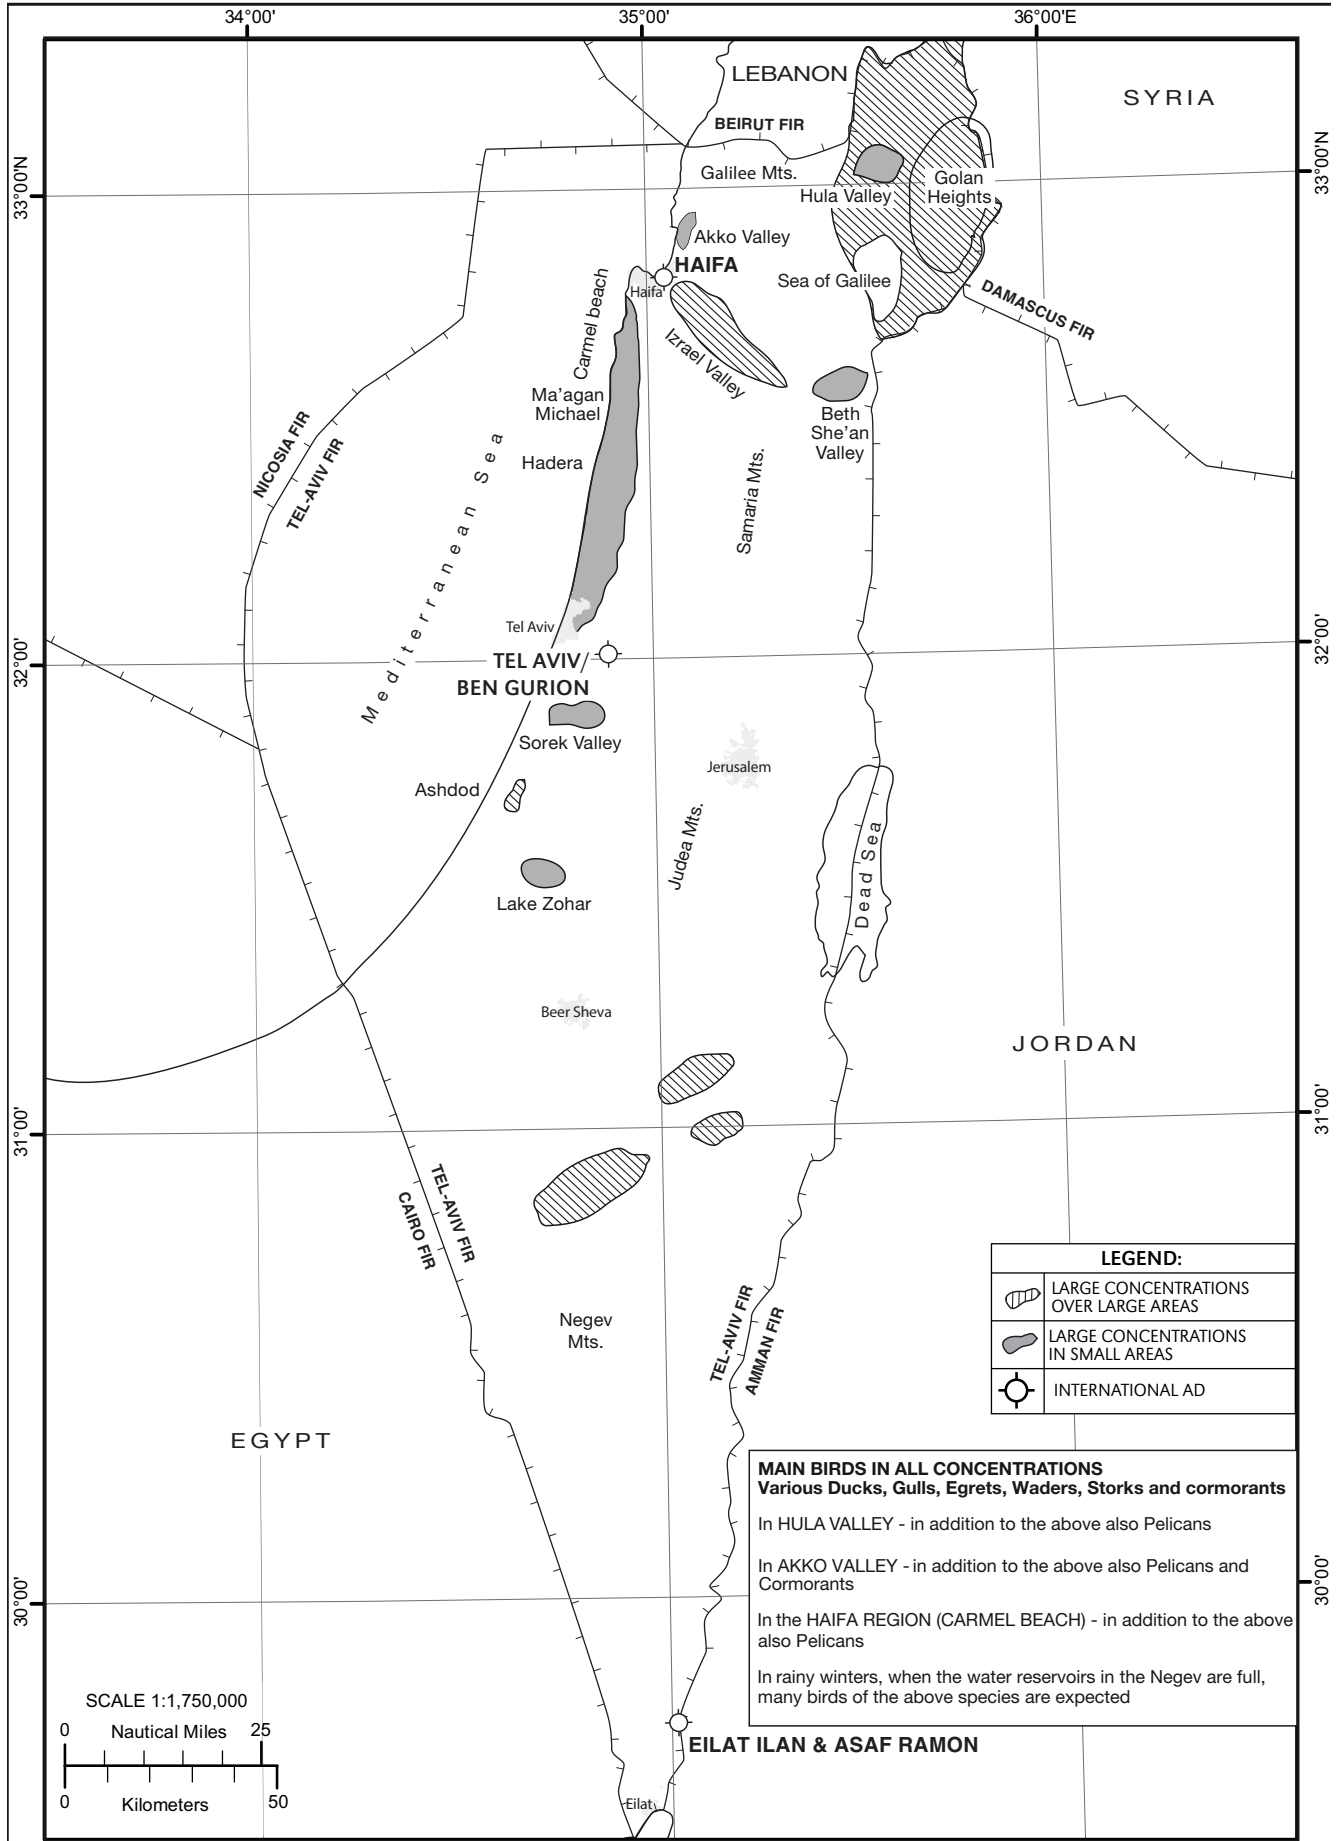 34°00'
35°00'
36°00'E
LEBANON
SYRIA
BEIRUT FIR
33°00'N
33°00'N
Galilee Mts.
Hula Valley
Golan
Heights
Akko Valley
HAIFA
Haifa
Sea of Galilee
DAMASCUS FIR
Carmel beach
Izrael Valley
Ma'agan
Michael
Beth
She'an
Valley
Hadera
NICOSIA FIR
TEL-AVIV FIR
Mediterranean Sea
Samaria Mts.
Tel Aviv
32°00'
32°00'
TEL AVIV/
BEN GURION
Sorek Valley
Jerusalem
Ashdod
Judea Mts.
Dead Sea
Lake Zohar
Beer Sheva
JORDAN
31°00'
31°00'
TEL-AVIV FIR
CAIRO FIR
Negev
Mts.
TEL-AVIV FIR
AMMAN FIR
EGYPT
LEGEND:
LARGE CONCENTRATIONS
OVER LARGE AREAS
LARGE CONCENTRATIONS
IN SMALL AREAS
INTERNATIONAL AD
MAIN BIRDS IN ALL CONCENTRATIONS
Various Ducks, Gulls, Egrets, Waders, Storks and cormorants
In HULA VALLEY - in addition to the above also Pelicans
In AKKO VALLEY - in addition to the above also Pelicans and
Cormorants
In the HAIFA REGION (CARMEL BEACH) - in addition to the above
also Pelicans
In rainy winters, when the water reservoirs in the Negev are full,
many birds of the above species are expected
30°00'
30°00'
SCALE 1:1,750,000
0 Nautical Miles 25
0 Kilometers 50
EILAT ILAN & ASAF RAMON
Eilat